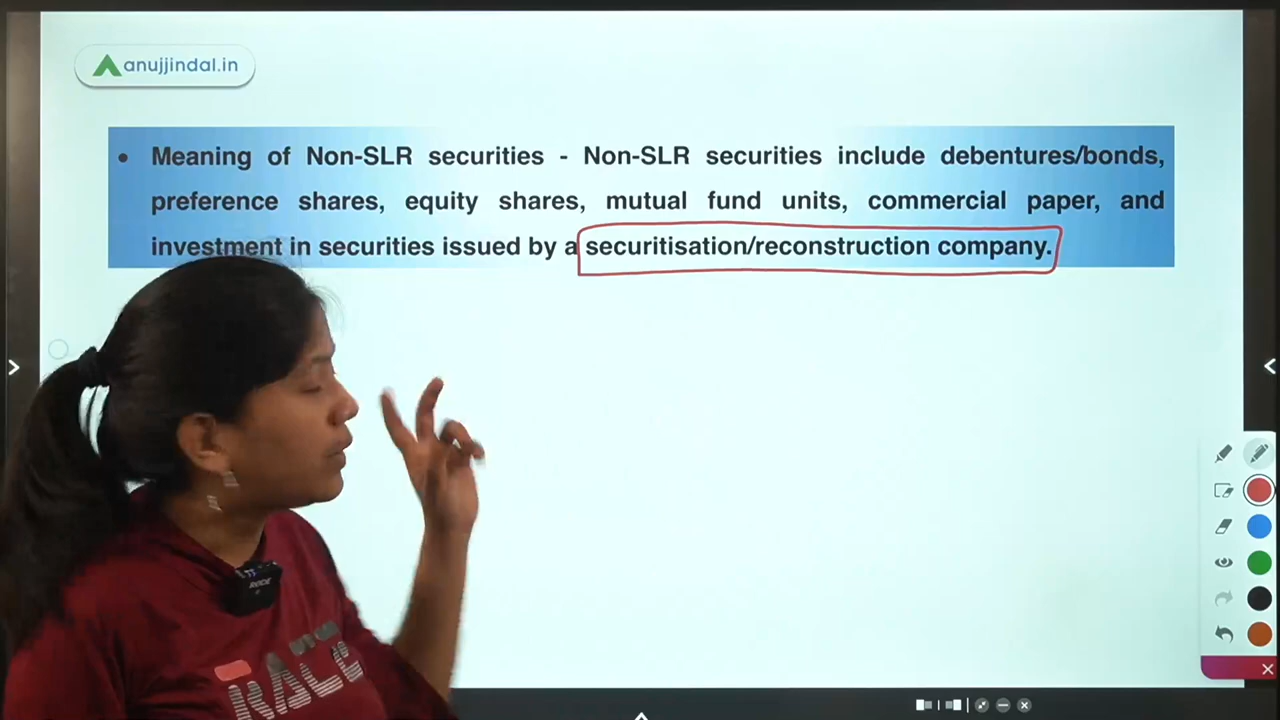 anujjindal.in
• Meaning of Non-SLR securities - Non-SLR securities include debentures/bonds,
preference shares, equity shares, mutual fund units, commercial paper, and
investment in securities issued by a securitisation/reconstruction company.
RACE